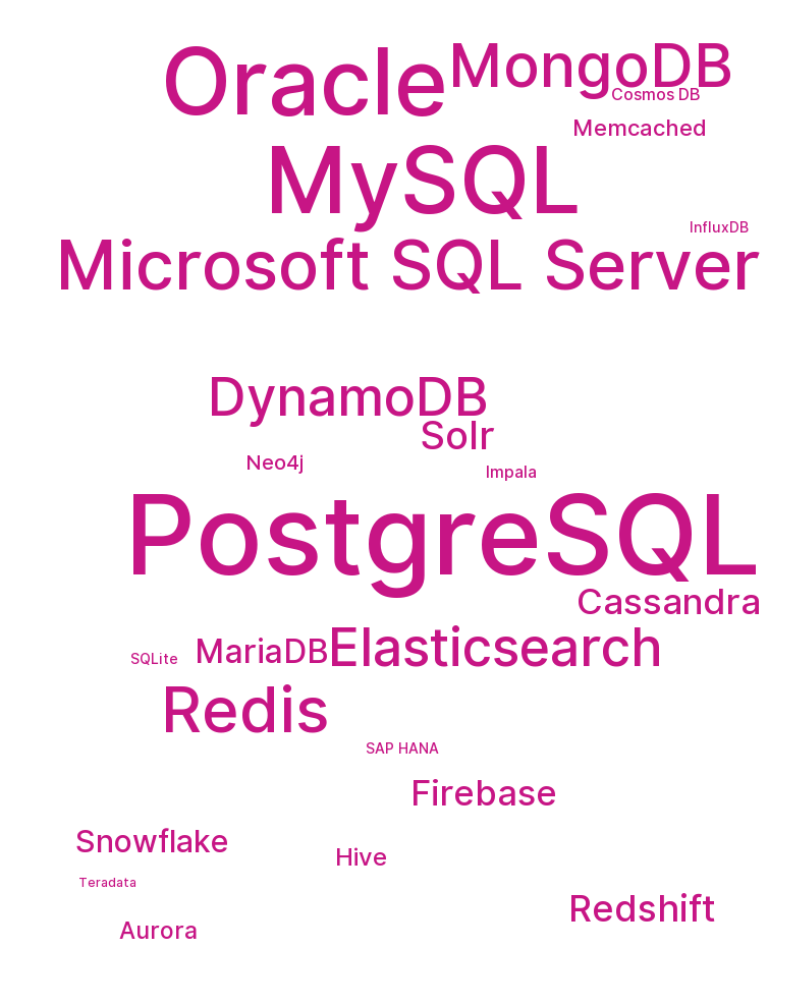 Oracle
MongoDB
Cosmos DB
Memcached
MySQL
InfluxDB
Microsoft SQL Server
DynamoDB
Solr
Neo4j
Impala
PostgreSQL
Cassandra
SQLite
MariaDB
Elasticsearch
Redis
SAP HANA
Firebase
Snowflake
Hive
Teradata
Redshift
Aurora